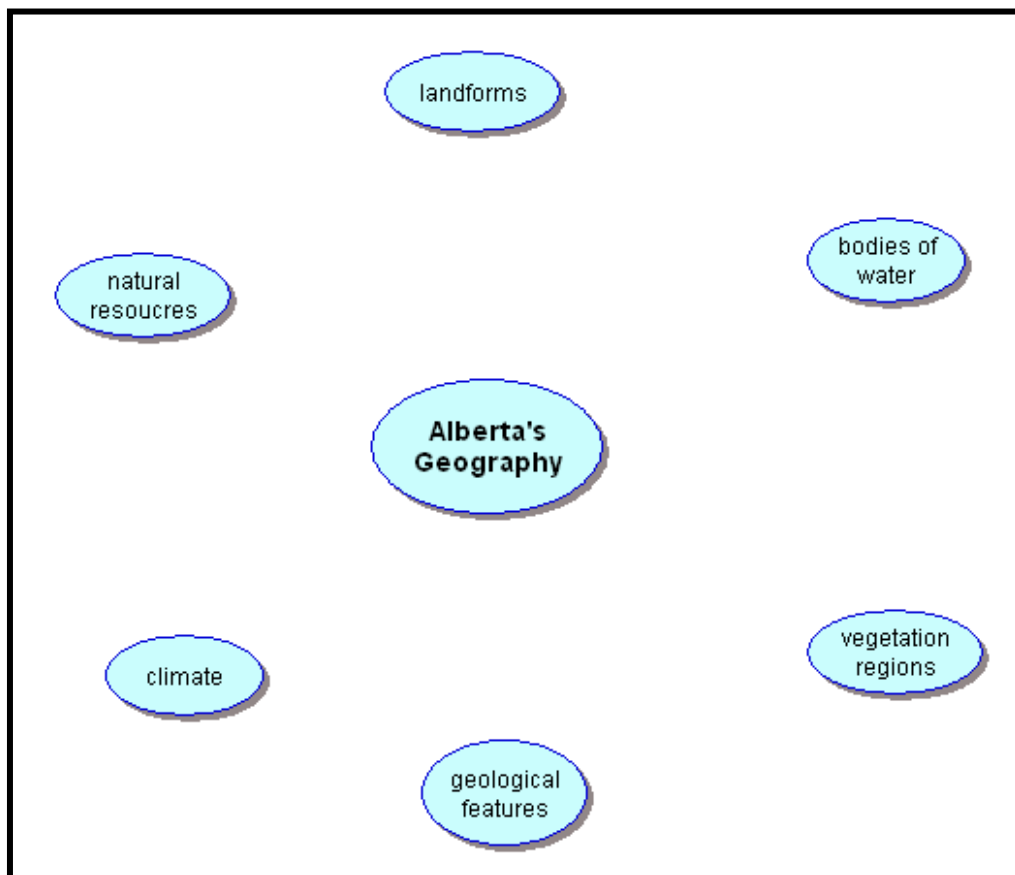 landforms
bodies of
water
natural
resoucres
Alberta's
Geography
vegetation
regions
climate
geological
features